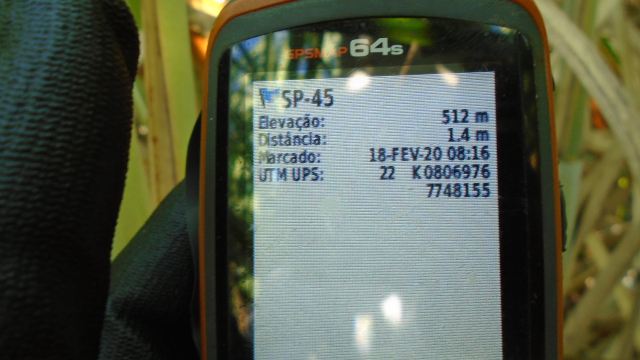 GPSMAP 64s
SP-45
Elevação: 512 m
Distância: 1.4 m
Marcado: 18-FEV-20 08:16
UTM UPS: 22 K0806976
7748155